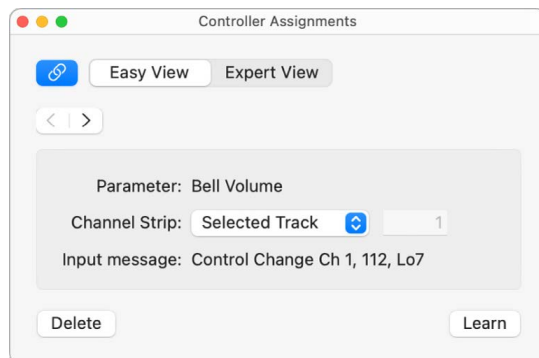 Controller Assignments
Easy View Expert View
Parameter: Bell Volume
Channel Strip: Selected Track 1
Input message: Control Change Ch 1, 112, Lo7
Delete Learn